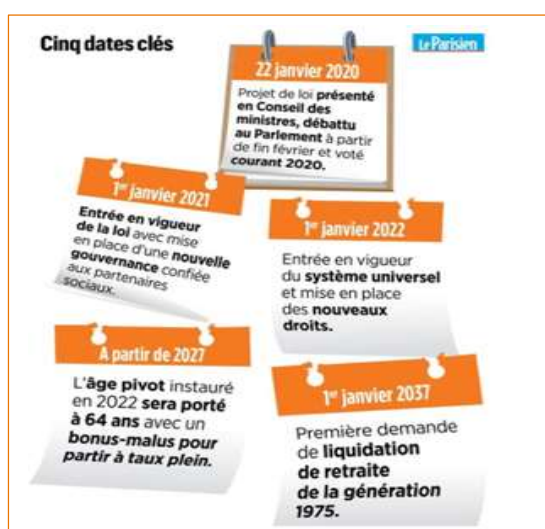 Cinq dates clés
Le Parisien
22 janvier 2020
Projet de loi présenté
en Conseil des
ministres, débattu
au Parlement à partir
de fin février et voté
courant 2020.
1er janvier 2021
Entrée en vigueur
de la loi avec mise
en place d'une nouvelle
gouvernance confiée
aux partenaires
sociaux.
1er janvier 2022
Entrée en vigueur
du système universel
et mise en place
des nouveaux
droits.
A partir de 2027
L'âge pivot instauré
en 2022 sera porté
à 64 ans avec un
bonus-malus pour
partir à taux plein.
1er janvier 2037
Première demande
de liquidation
de retraite
de la génération
1975.